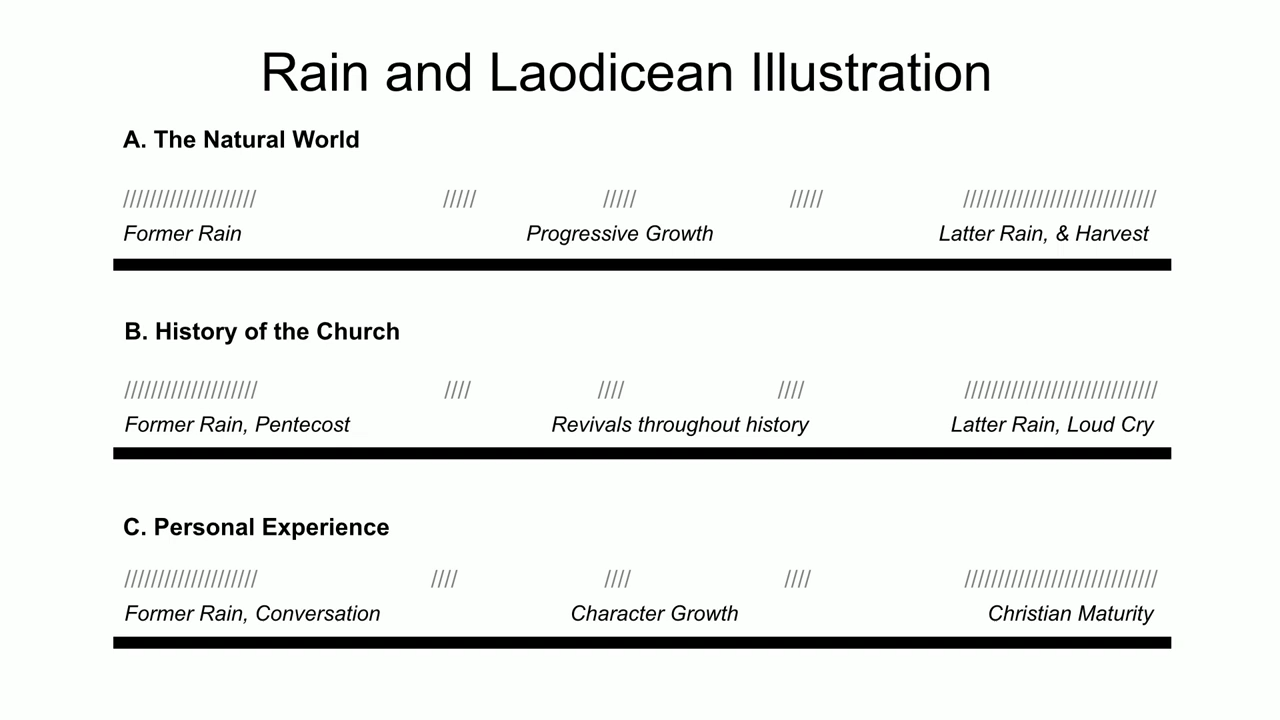 Rain and Laodicean Illustration
A. The Natural World
//////////////////// ///// ///// ///// /////////////////////////////
Former Rain Progressive Growth Latter Rain, & Harvest
B. History of the Church
//////////////////// //// //// //// /////////////////////////////
Former Rain, Pentecost Revivals throughout history Latter Rain, Loud Cry
C. Personal Experience
//////////////////// //// //// //// /////////////////////////////
Former Rain, Conversation Character Growth Christian Maturity